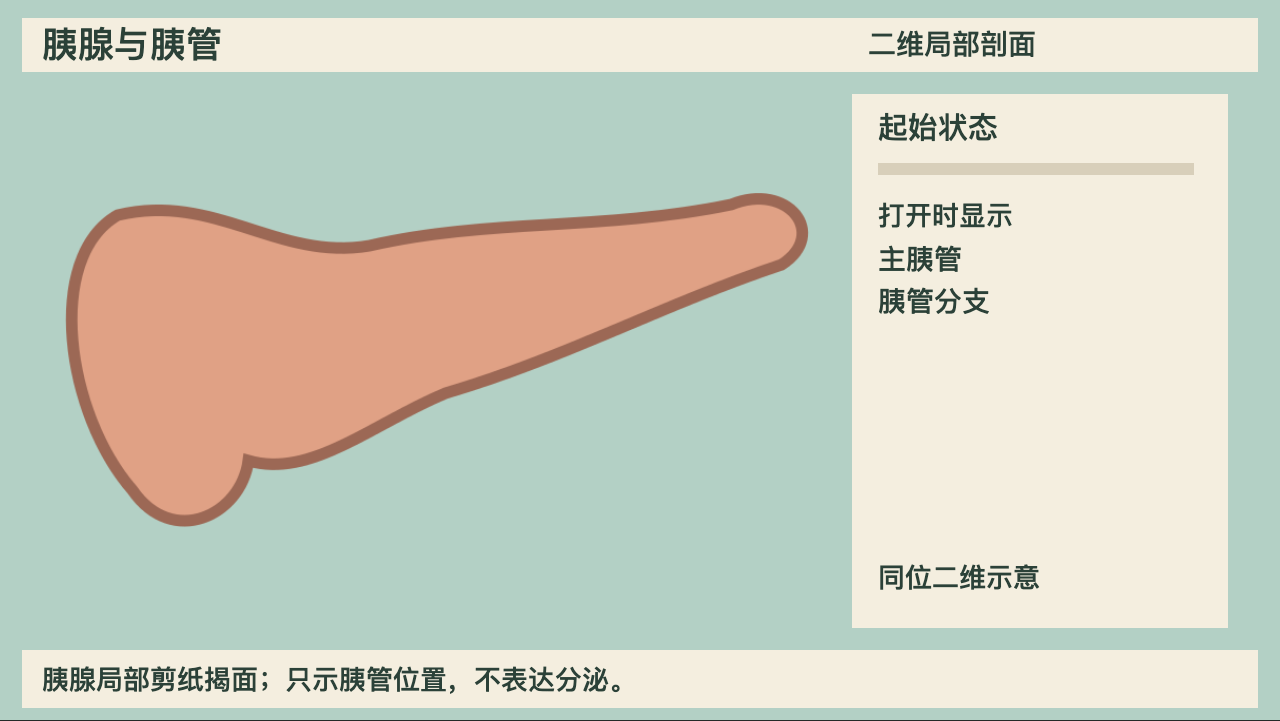 胰腺与胰管
二维局部剖面
起始状态
打开时显示
主胰管
胰管分支
同位二维示意
胰腺局部剪纸揭面；只示胰管位置，不表达分泌。